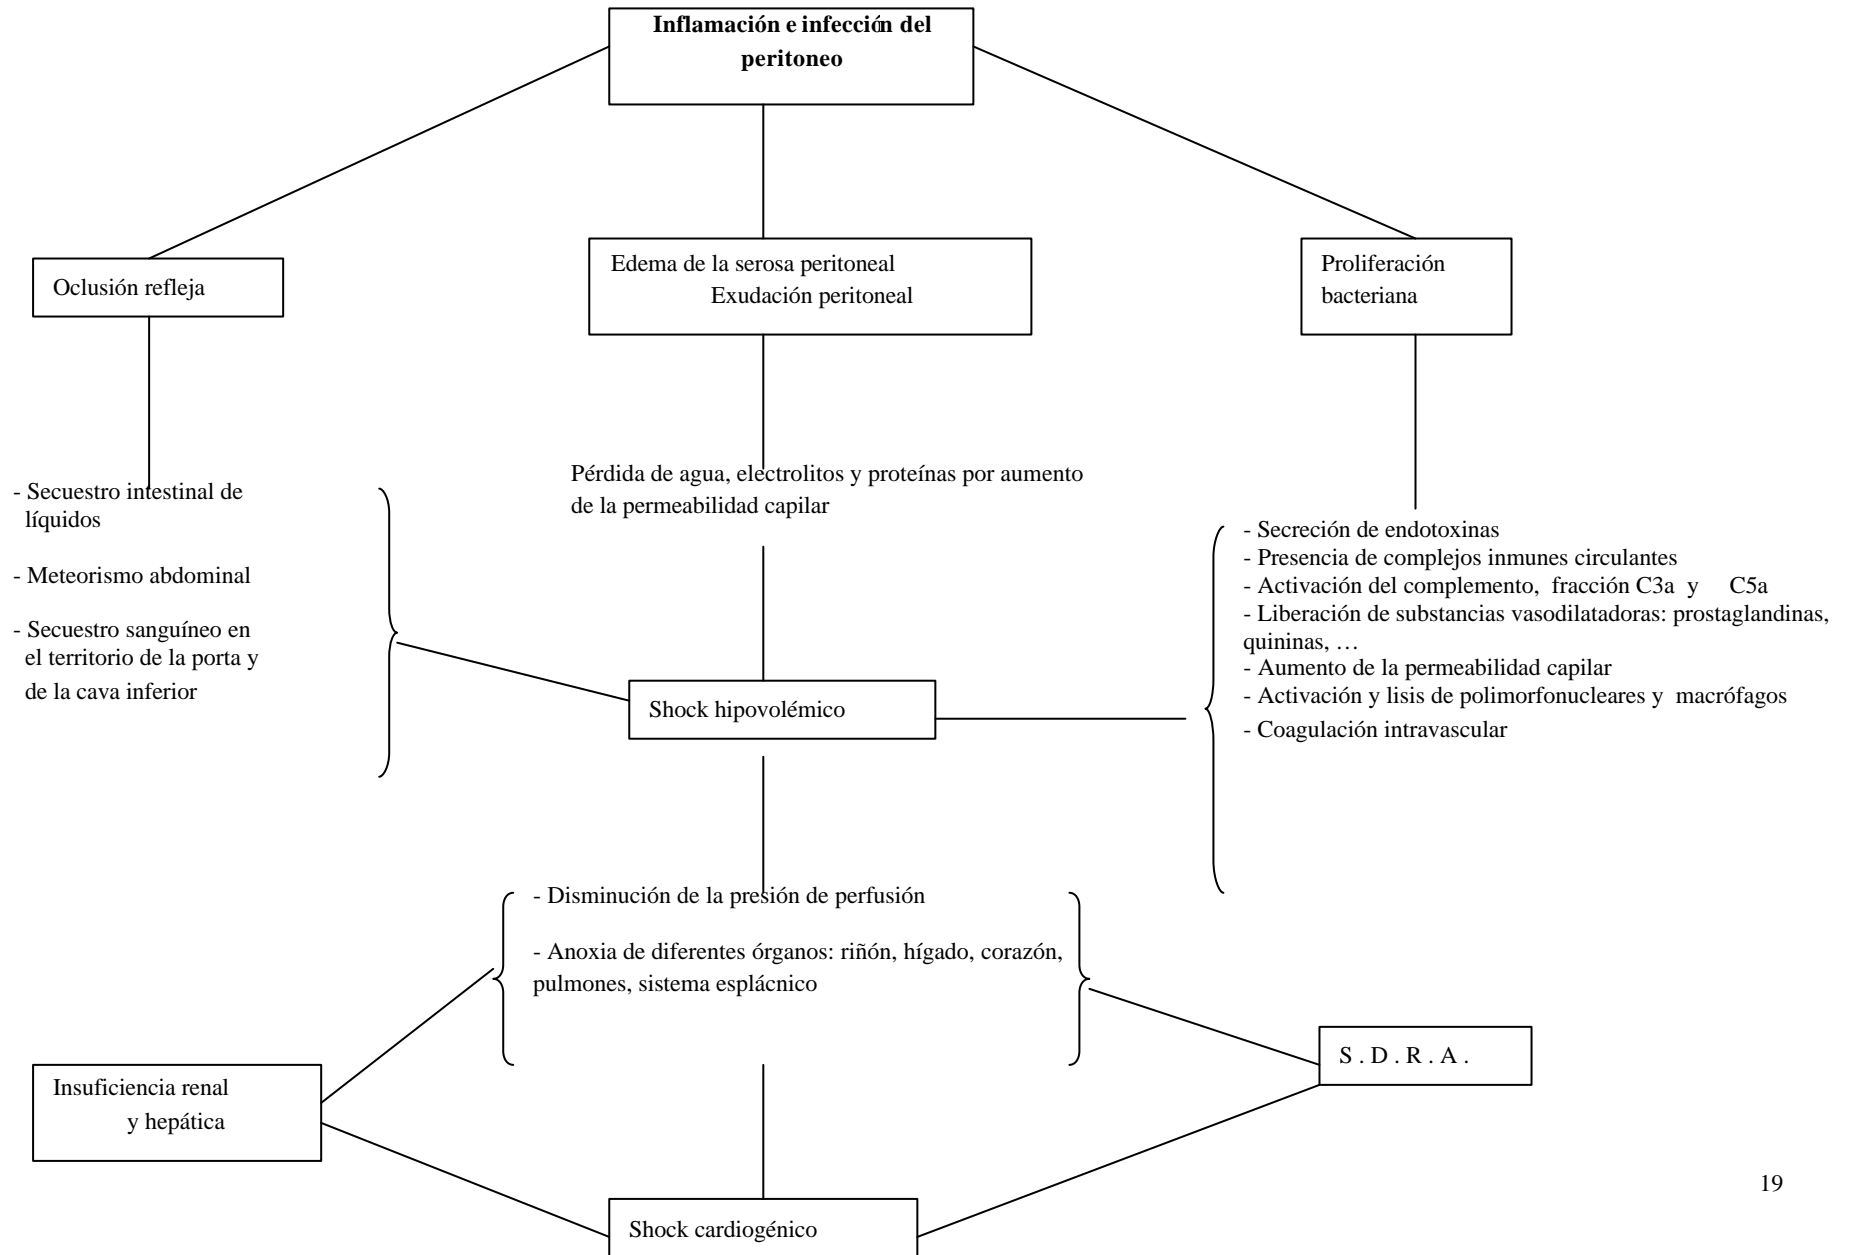 Inflamación e infección del
peritoneo
Oclusión refleja
Edema de la serosa peritoneal
Exudación peritoneal
Proliferación
bacteriana
- Secuestro intestinal de
líquidos
- Meteorismo abdominal
- Secuestro sanguíneo en
el territorio de la porta y
de la cava inferior
Pérdida de agua, electrolitos y proteínas por aumento
de la permeabilidad capilar
- Secreción de endotoxinas
- Presencia de complejos inmunes circulantes
- Activación del complemento, fracción C3a y C5a
- Liberación de substancias vasodilatadoras: prostaglandinas,
quininas, …
- Aumento de la permeabilidad capilar
- Activación y lisis de polimorfonucleares y macrófagos
- Coagulación intravascular
Shock hipovolémico
- Disminución de la presión de perfusión
- Anoxia de diferentes órganos: riñón, hígado, corazón,
pulmones, sistema esplácnico
Insuficiencia renal
y hepática
S . D . R . A .
Shock cardiogénico
19